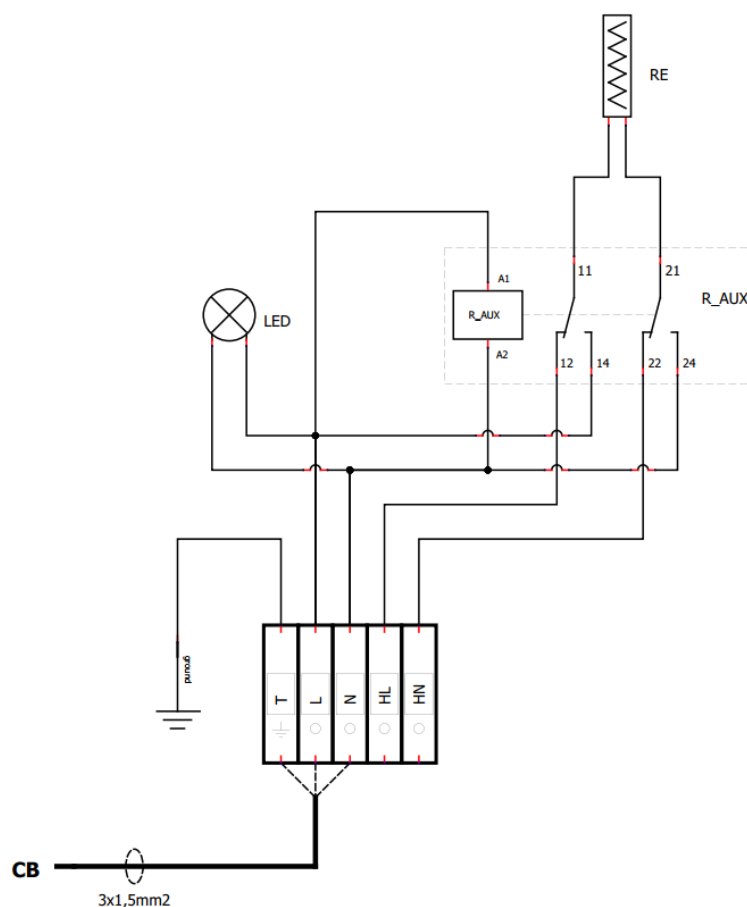 RE
11
21
A1
R_AUX
R_AUX
LED
A2
12
14
22
24
ground
T
L
N
HL
HN
CB
3x1,5mm2